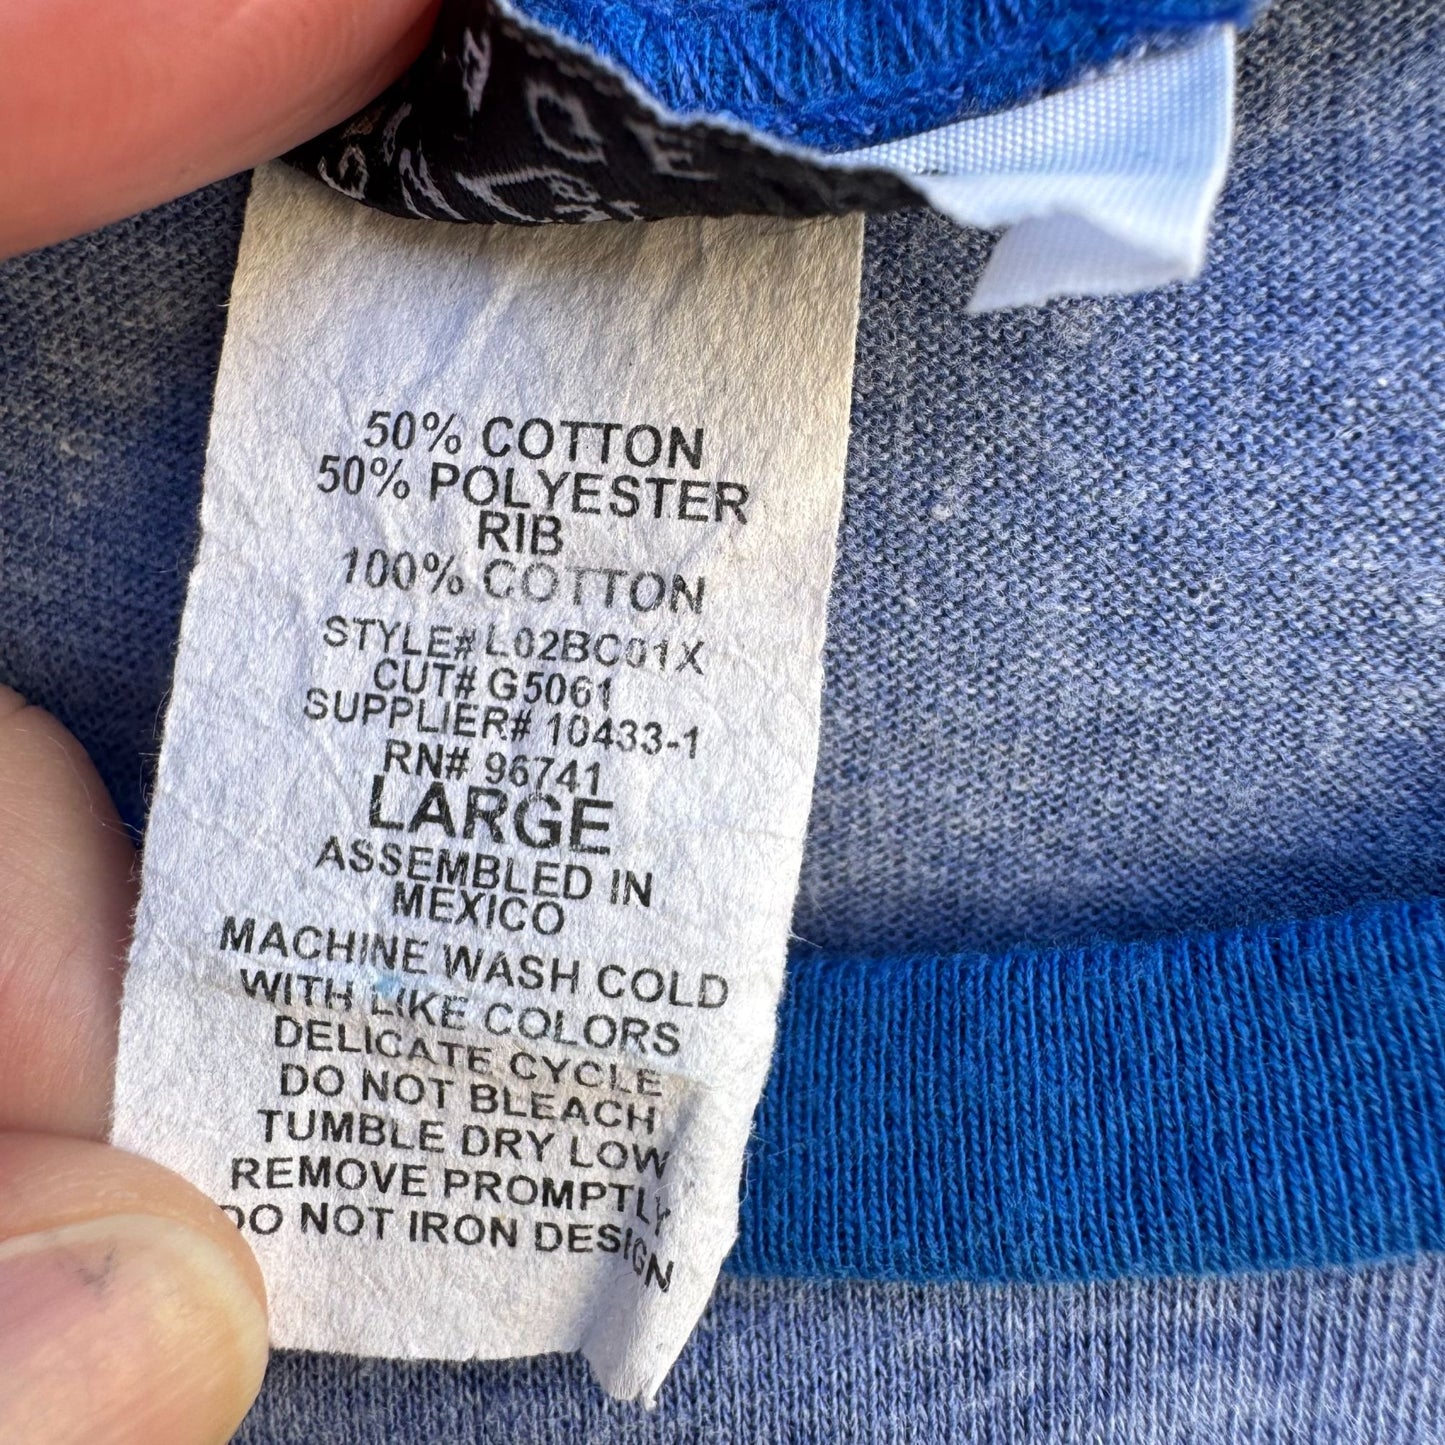 50% COTTON
50% POLYESTER
RIB
100% COTTON
STYLE# L02BC01X
CUT# G5061
SUPPLIER# 10433-1
RN# 96741
LARGE
ASSEMBLED IN
MEXICO
MACHINE WASH COLD
WITH LIKE COLORS
DELICATE CYCLE
DO NOT BLEACH
TUMBLE DRY LOW
REMOVE PROMPTLY
DO NOT IRON DESIGN